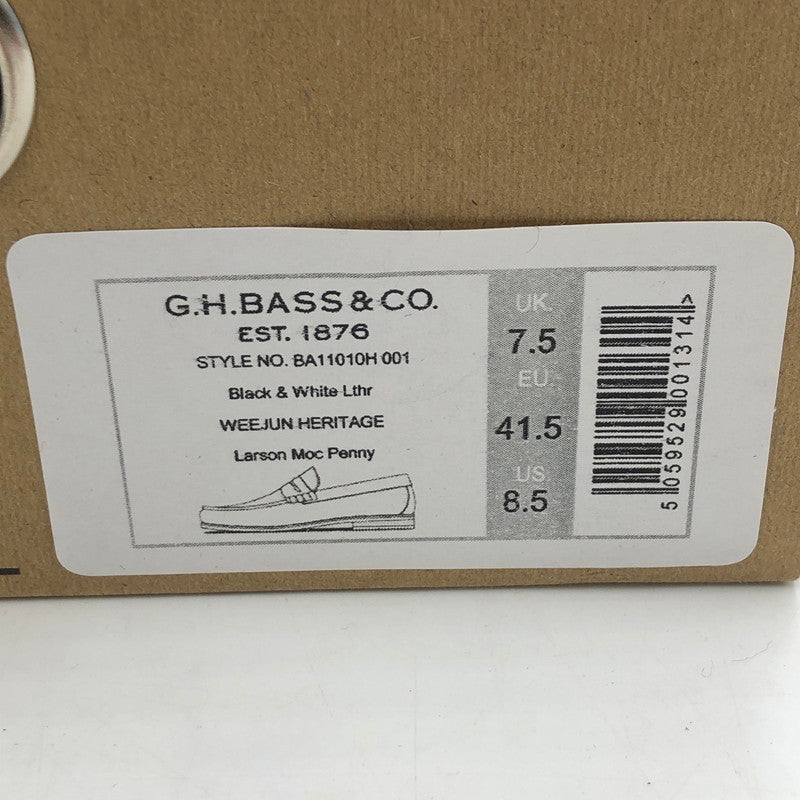 G.H.BASS & CO.
EST. 1876
STYLE NO. BA11010H 001
Black & White Lthr
WEEJUN HERITAGE
Larson Moc Penny
UK
7.5
EU
41.5
US
8.5
5 059529 001314 >